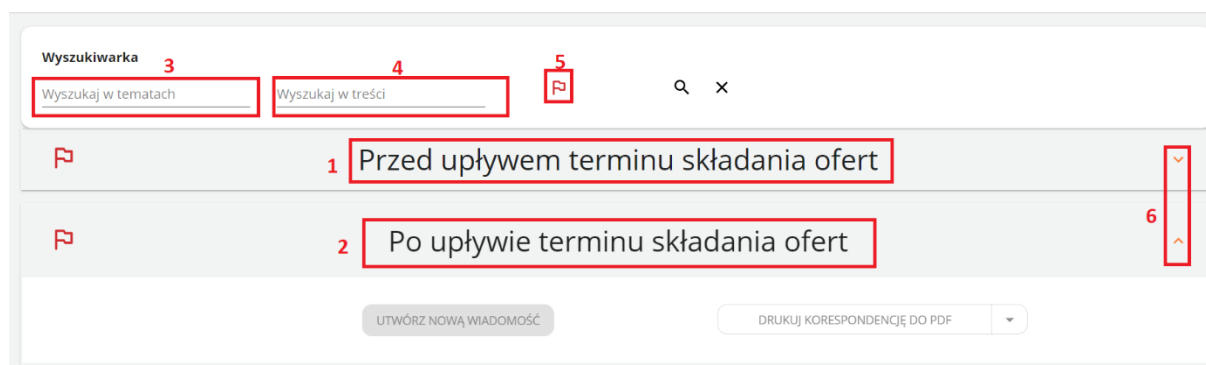 Wyszukiwarka
3
4
5
Wyszukaj w tematach
Wyszukaj w treści
1 Przed upływem terminu składania ofert
6
2 Po upływie terminu składania ofert
UTWÓRZ NOWĄ WIADOMOŚĆ
DRUKUJ KORESPONDENCJĘ DO PDF